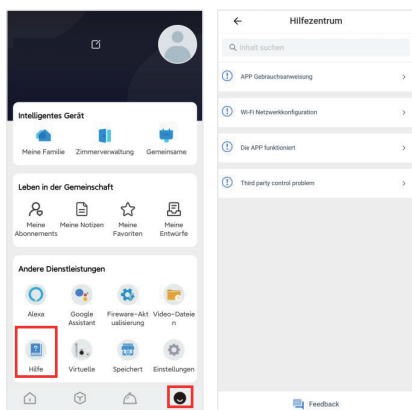 Intelligentes Gerät
Meine Familie Zimmerverwaltung Gemeinsame
Leben in der Gemeinschaft
Meine Abonnements
Meine Notizen
Meine Favoriten
Meine Entwürfe
Andere Dienstleistungen
Alexa
Google Assistant
Fireware-Akt
ualisierung
Video-Dateie
n
Hilfe
Virtuelle
Speichert
Einstellungen
Hilfezentrum
Inhalt suchen
APP Gebrauchsanweisung
Wi-Fi Netzwerkkonfiguration
Die APP funktioniert
Third party control problem
Feedback